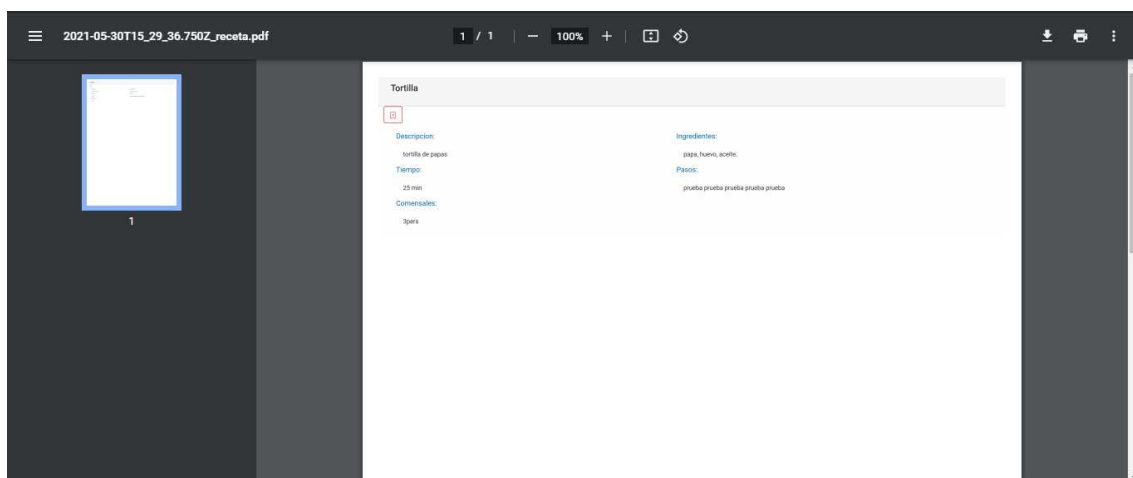 2021-05-30T15_29_36.750Z_receta.pdf
1 / 1
100%
1
Tortilla
Descripcion:
tortilla de papas
Tiempo:
25 min
Comensales:
3pers
Ingredientes:
papa, huevo, aceite.
Pasos:
prueba prueba prueba prueba prueba